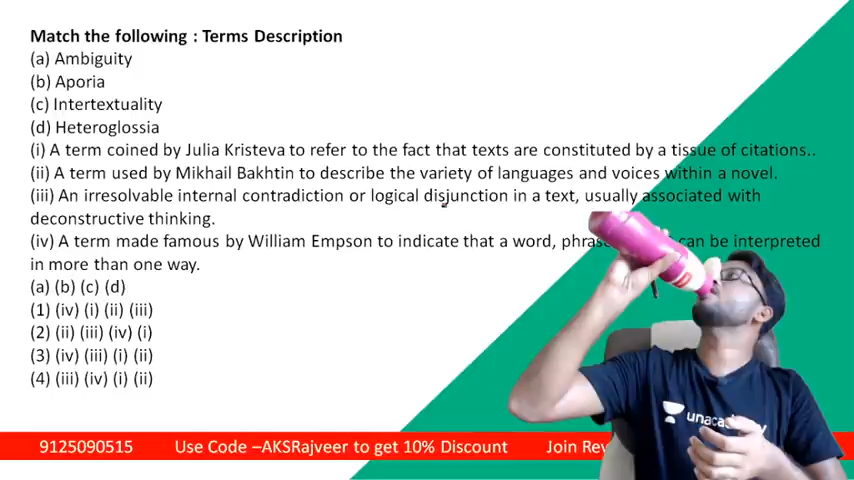 Match the following : Terms Description
(a) Ambiguity
(b) Aporia
(c) Intertextuality
(d) Heteroglossia
(i) A term coined by Julia Kristeva to refer to the fact that texts are constituted by a tissue of citations..
(ii) A term used by Mikhail Bakhtin to describe the variety of languages and voices within a novel.
(iii) An irresolvable internal contradiction or logical disjunction in a text, usually associated with
deconstructive thinking.
(iv) A term made famous by William Empson to indicate that a word, can be interpreted
in more than one way.
(a) (b) (c) (d)
(1) (iv) (i) (ii) (iii)
(2) (ii) (iii) (iv) (i)
(3) (iv) (iii) (i) (ii)
(4) (iii) (iv) (i) (ii)
unacademy
9125090515 Use Code –AKSRajveer to get 10% Discount Join